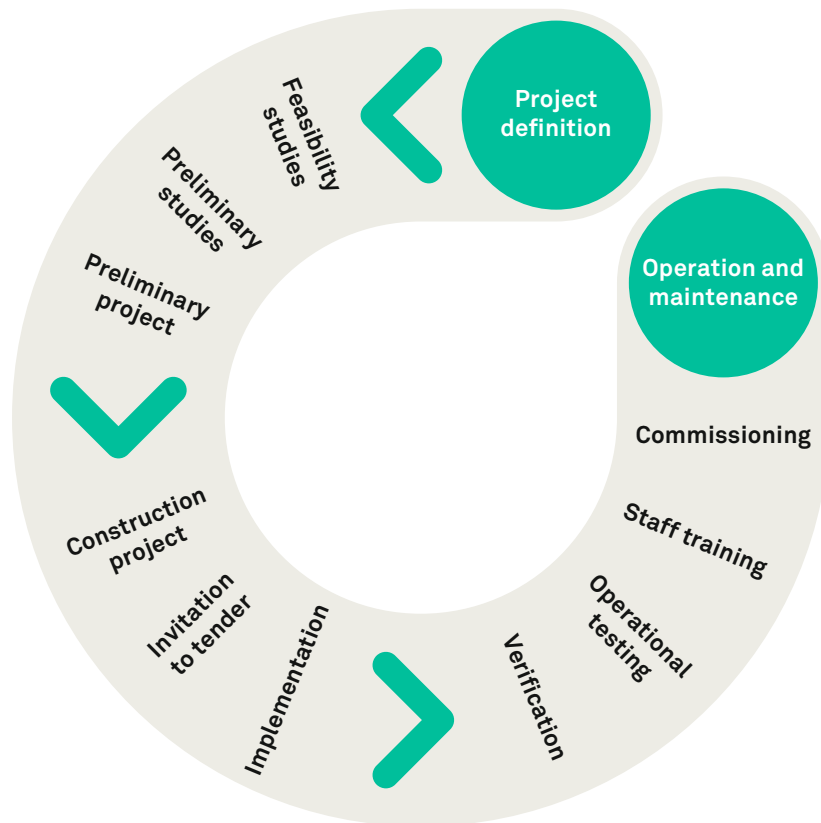 Project
definition
Feasibility
studies
Preliminary
studies
Preliminary
project
Construction
project
Invitation
to tender
Implementation
Verification
Operational
testing
Staff training
Commissioning
Operation and
maintenance